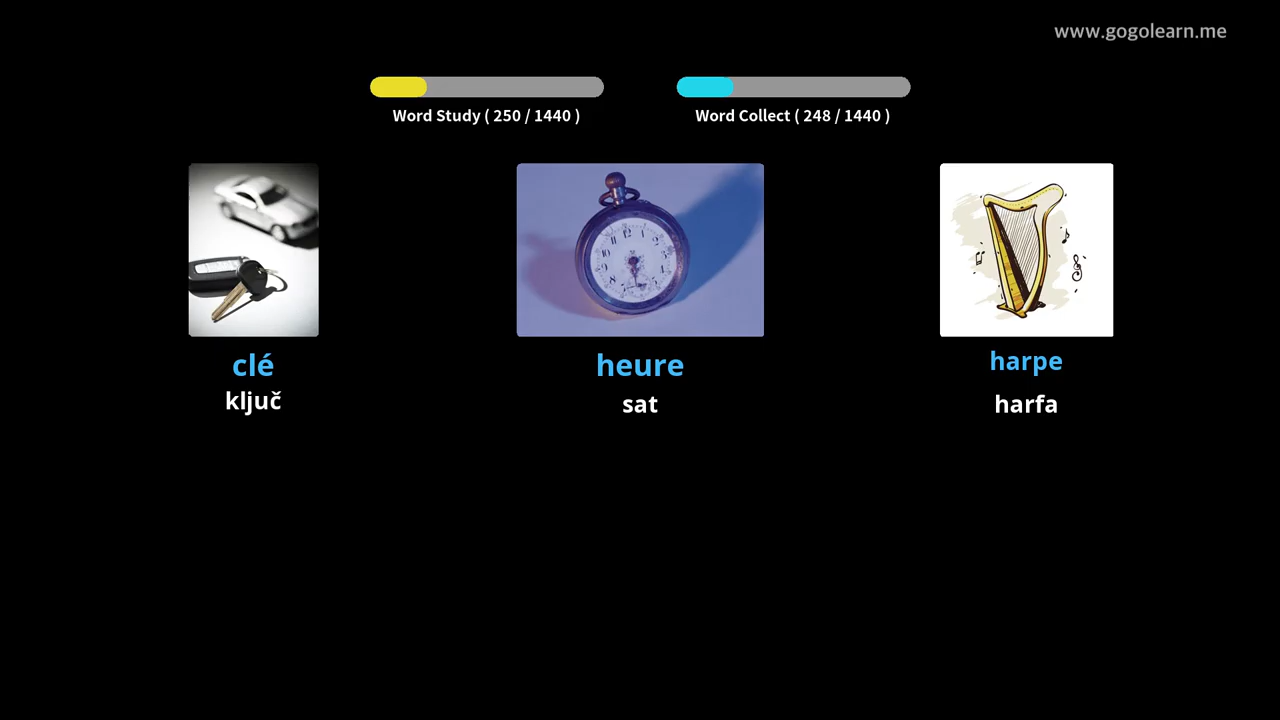 www.gogolearn.me
Word Study ( 250 / 1440 )
Word Collect ( 248 / 1440 )
clé
ključ
heure
sat
harpe
harfa